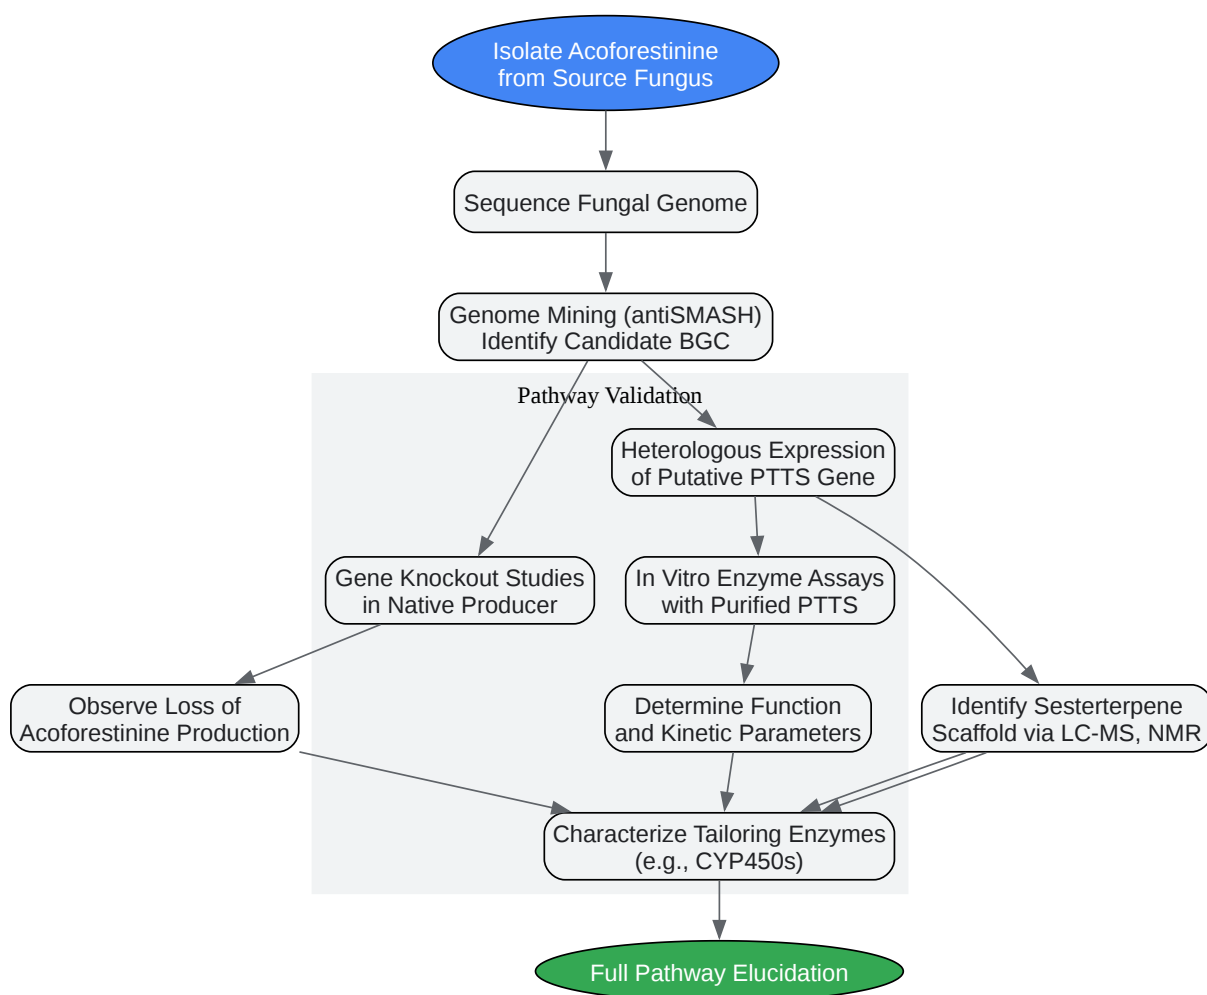 Isolate Acoforestinine
from Source Fungus
Sequence Fungal Genome
Genome Mining (antiSMASH)
Identify Candidate BGC
Pathway Validation
Heterologous Expression
of Putative PTTS Gene
Gene Knockout Studies
in Native Producer
In Vitro Enzyme Assays
with Purified PTTS
Observe Loss of
Acoforestinine Production
Determine Function
and Kinetic Parameters
Identify Sesterterpene
Scaffold via LC-MS, NMR
Characterize Tailoring Enzymes
(e.g., CYP450s)
Full Pathway Elucidation